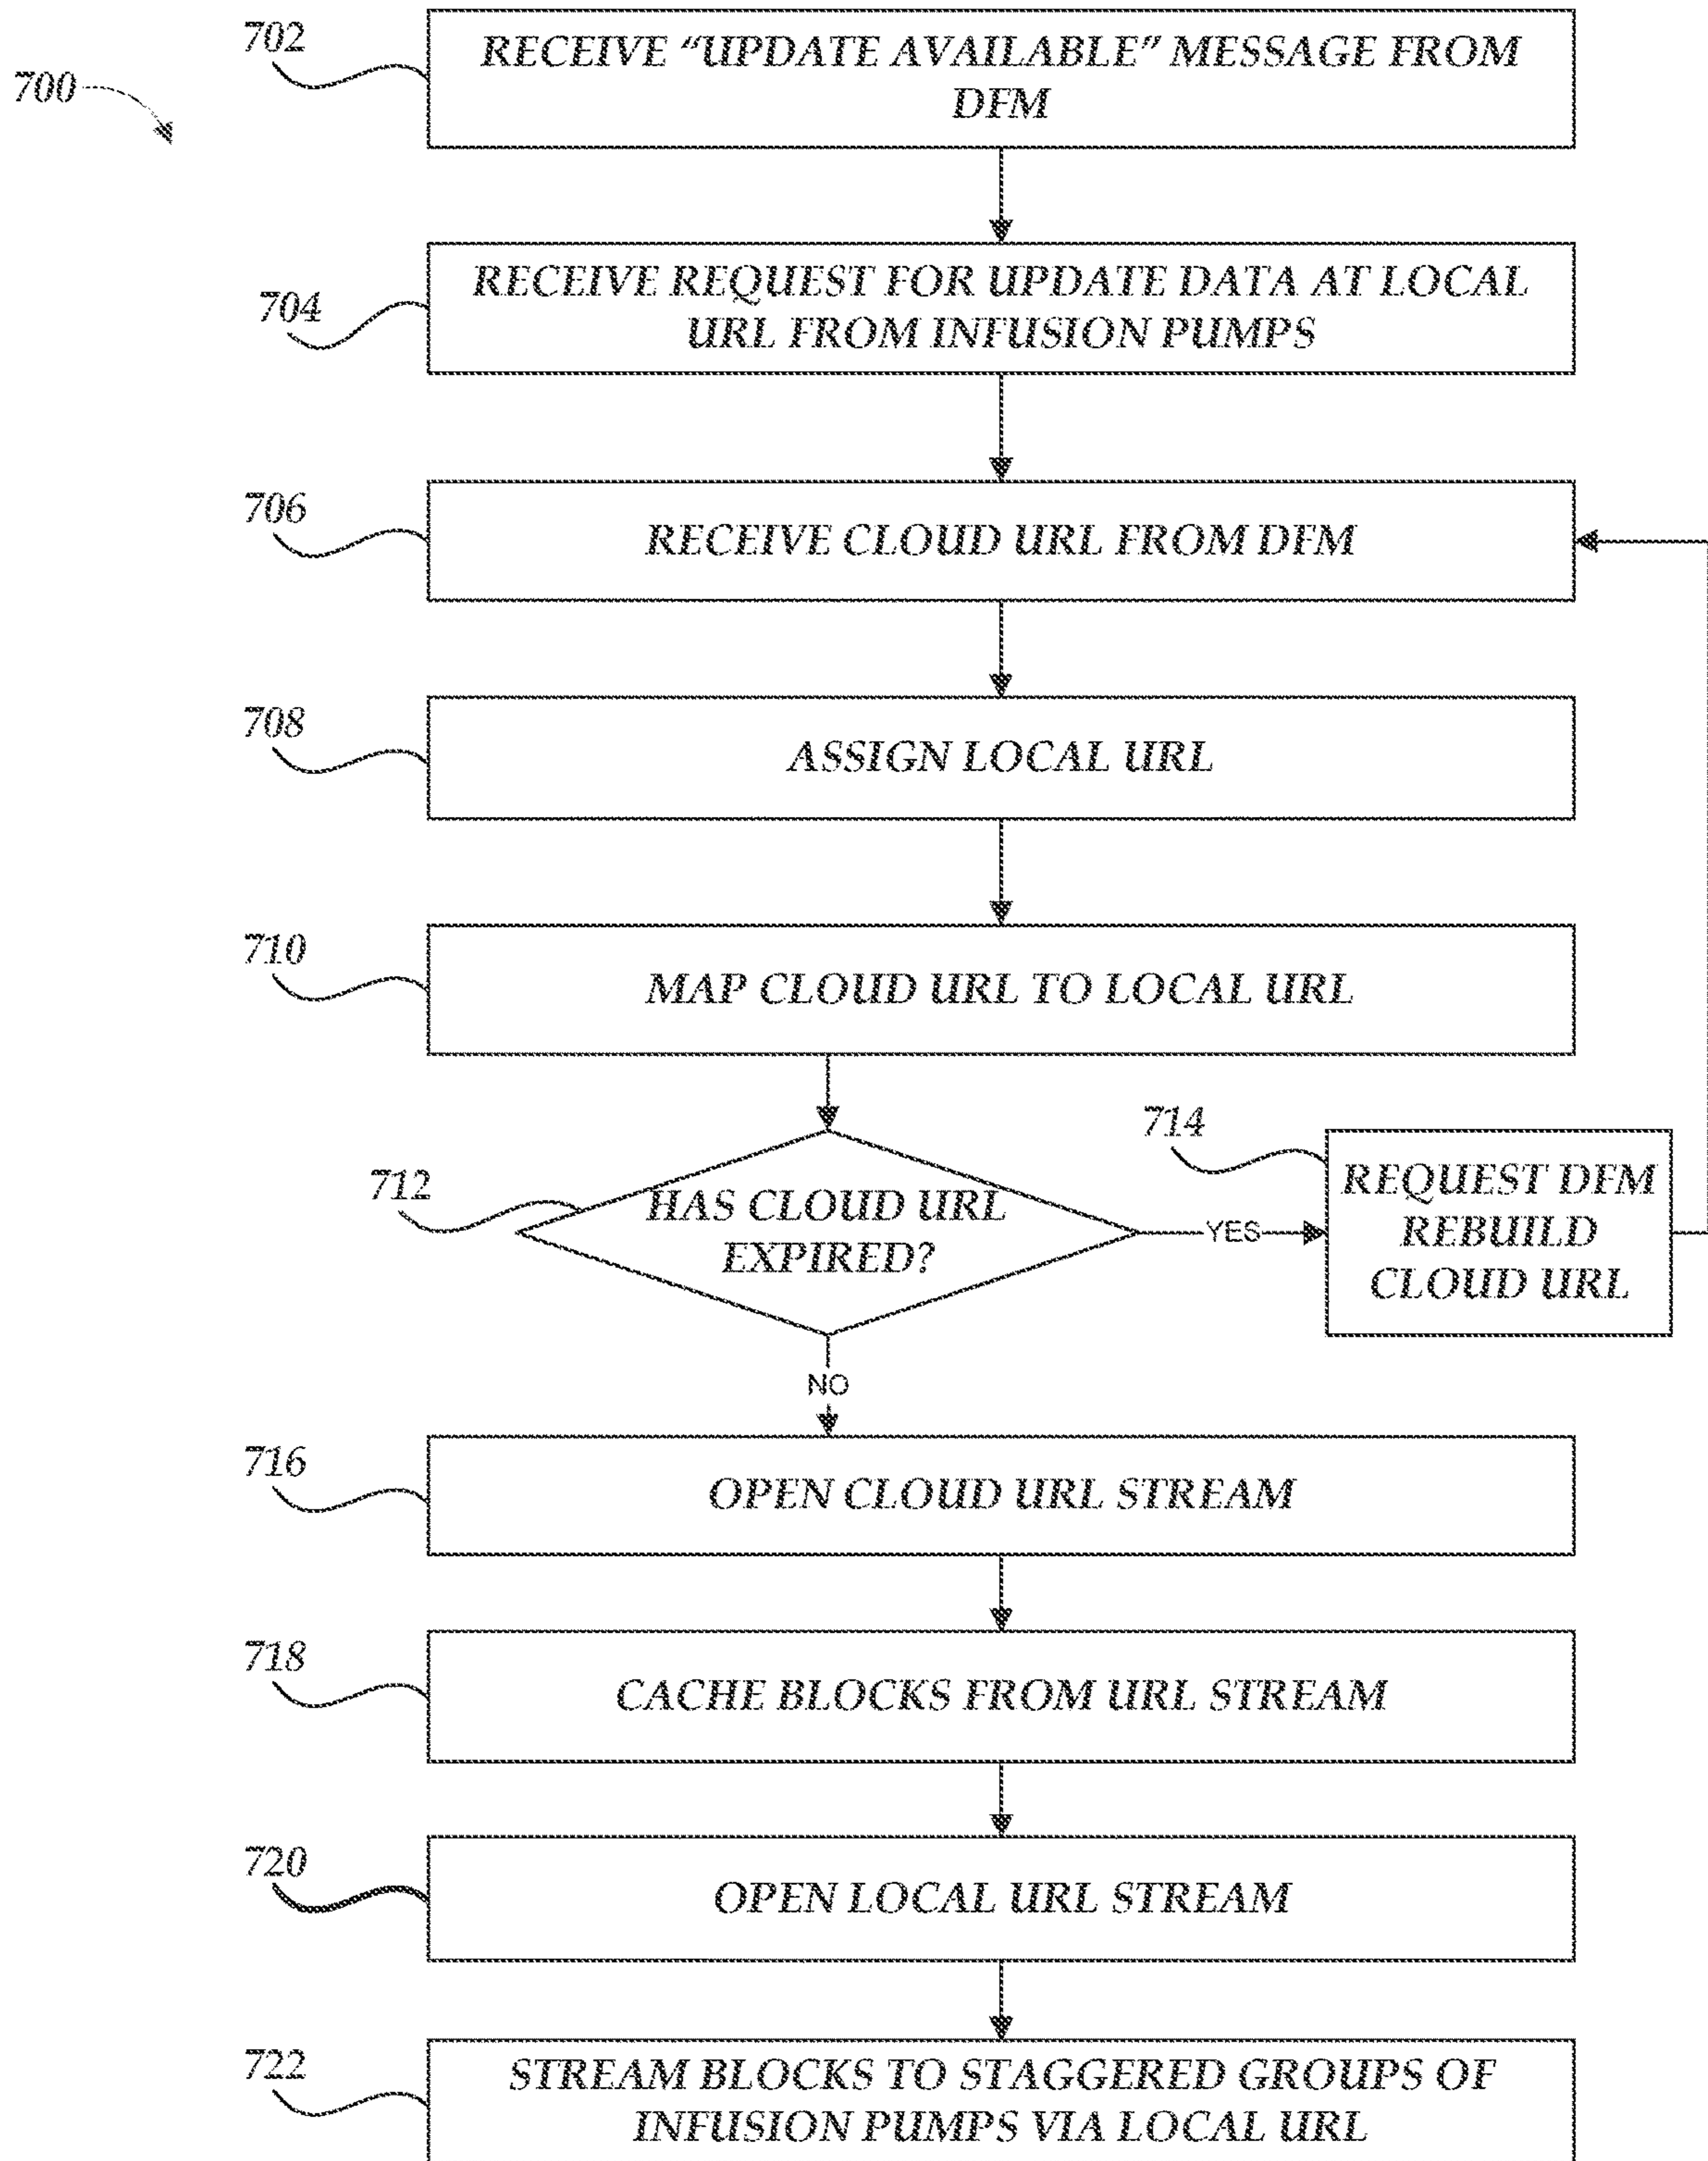 700
702
RECEIVE “UPDATE AVAILABLE” MESSAGE FROM
DFM
704
RECEIVE REQUEST FOR UPDATE DATA AT LOCAL
URL FROM INFUSION PUMPS
706
RECEIVE CLOUD URL FROM DFM
708
ASSIGN LOCAL URL
710
MAP CLOUD URL TO LOCAL URL
712
HAS CLOUD URL
EXPIRED?
YES
714
REQUEST DFM
REBUILD
CLOUD URL
NO
716
OPEN CLOUD URL STREAM
718
CACHE BLOCKS FROM URL STREAM
720
OPEN LOCAL URL STREAM
722
STREAM BLOCKS TO STAGGERED GROUPS OF
INFUSION PUMPS VIA LOCAL URL